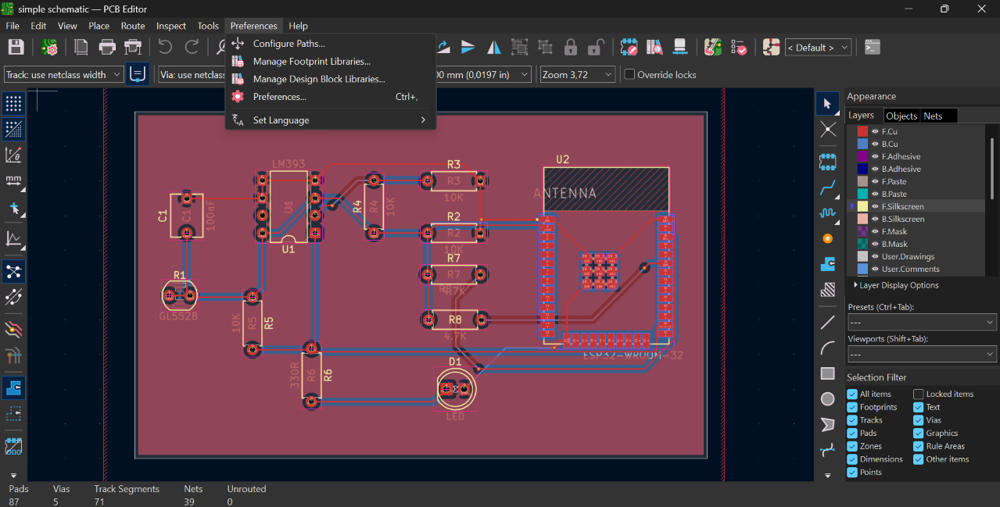 simple schematic — PCB Editor
File Edit View Place Route Inspect Tools Preferences Help
Configure Paths...
Manage Footprint Libraries...
Manage Design Block Libraries...
Preferences... Ctrl+,
Set Language
< Default >
Track: use netclass width
Via: use netclass
00 mm (0,0197 in)
Zoom 3,72
Override locks
mm
LM393
U1
U1
C1
C1
100nF
R1
GL5528
10K
R5
R5
330R
R6
R6
R4
R4
10K
R3
R3
10K
R2
R2
10K
R7
R7
4.7K
R8
R8
4.7K
D1
LED
U2
ANTENNA
ESP32-WROOM-32
Appearance
Layers Objects Nets
F.Cu
B.Cu
F.Adhesive
B.Adhesive
F.Paste
B.Paste
F.Silkscreen
B.Silkscreen
F.Mask
B.Mask
User.Drawings
User.Comments
Layer Display Options
Presets (Ctrl+Tab):
---
Viewports (Shift+Tab):
---
Selection Filter
All items Locked items
Footprints Text
Tracks Vias
Pads Graphics
Zones Rule Areas
Dimensions Other items
Points
Pads Vias Track Segments Nets Unrouted
87 5 71 39 0